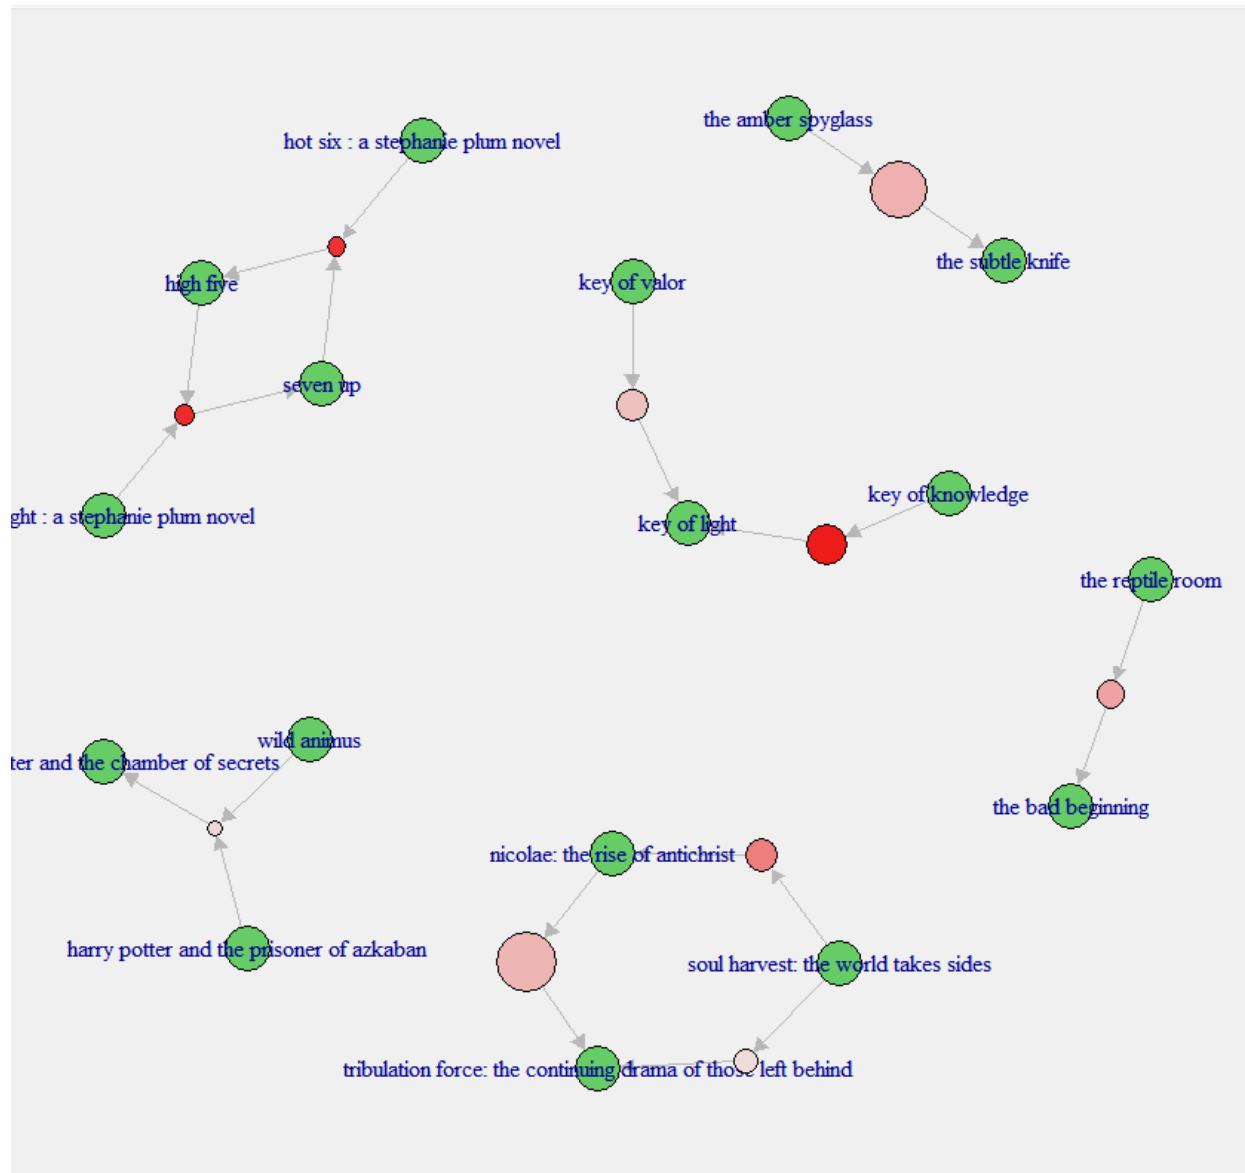 the amber spyglass
hot six : a stephanie plum novel
the subtle knife
high five
key of valor
seven up
key of knowledge
ght : a stephanie plum novel
key of light
the reptile room
wild animus
ter and the chamber of secrets
the bad beginning
nicolae: the rise of antichrist
harry potter and the prisoner of azkaban
soul harvest: the world takes sides
tribulation force: the continuing drama of those left behind